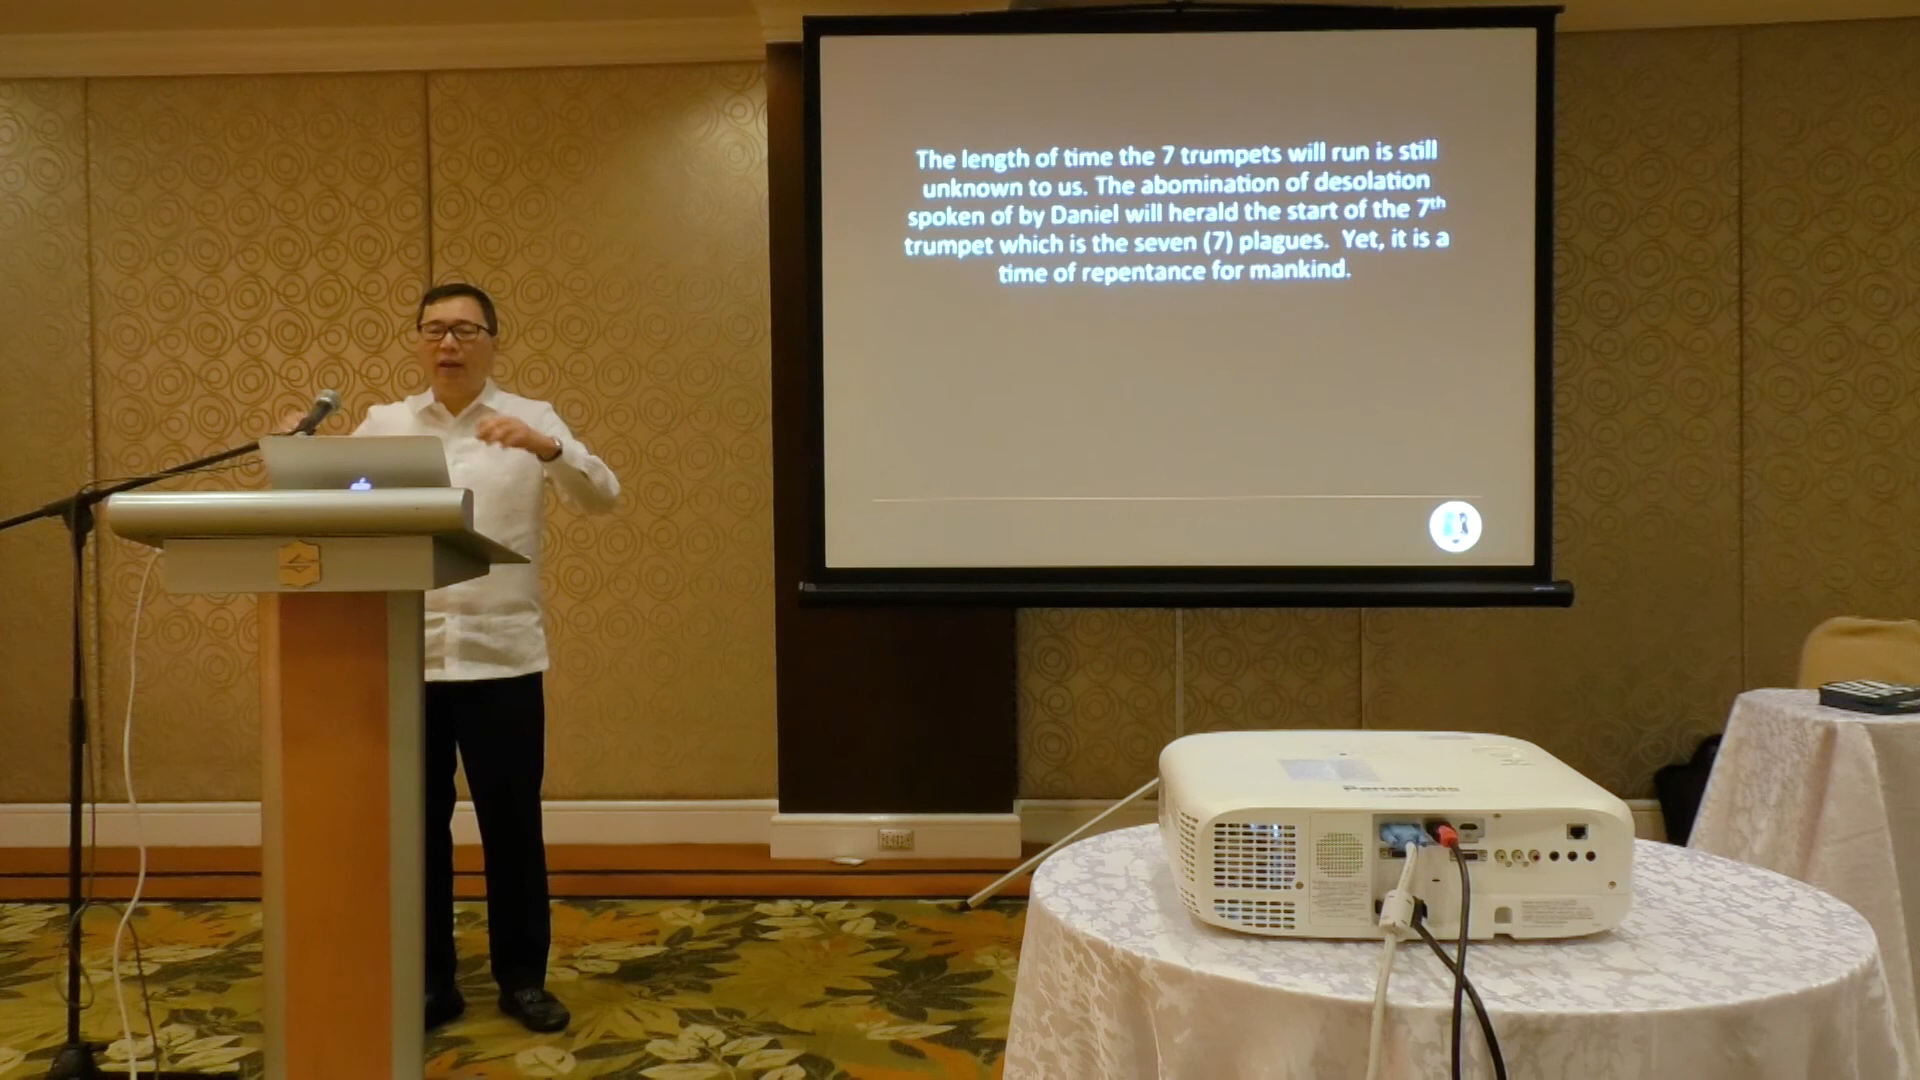 The length of time the 7 trumpets will run is still
unknown to us. The abomination of desolation
spoken of by Daniel will herald the start of the 7th
trumpet which is the seven (7) plagues.  Yet, it is a
time of repentance for mankind.